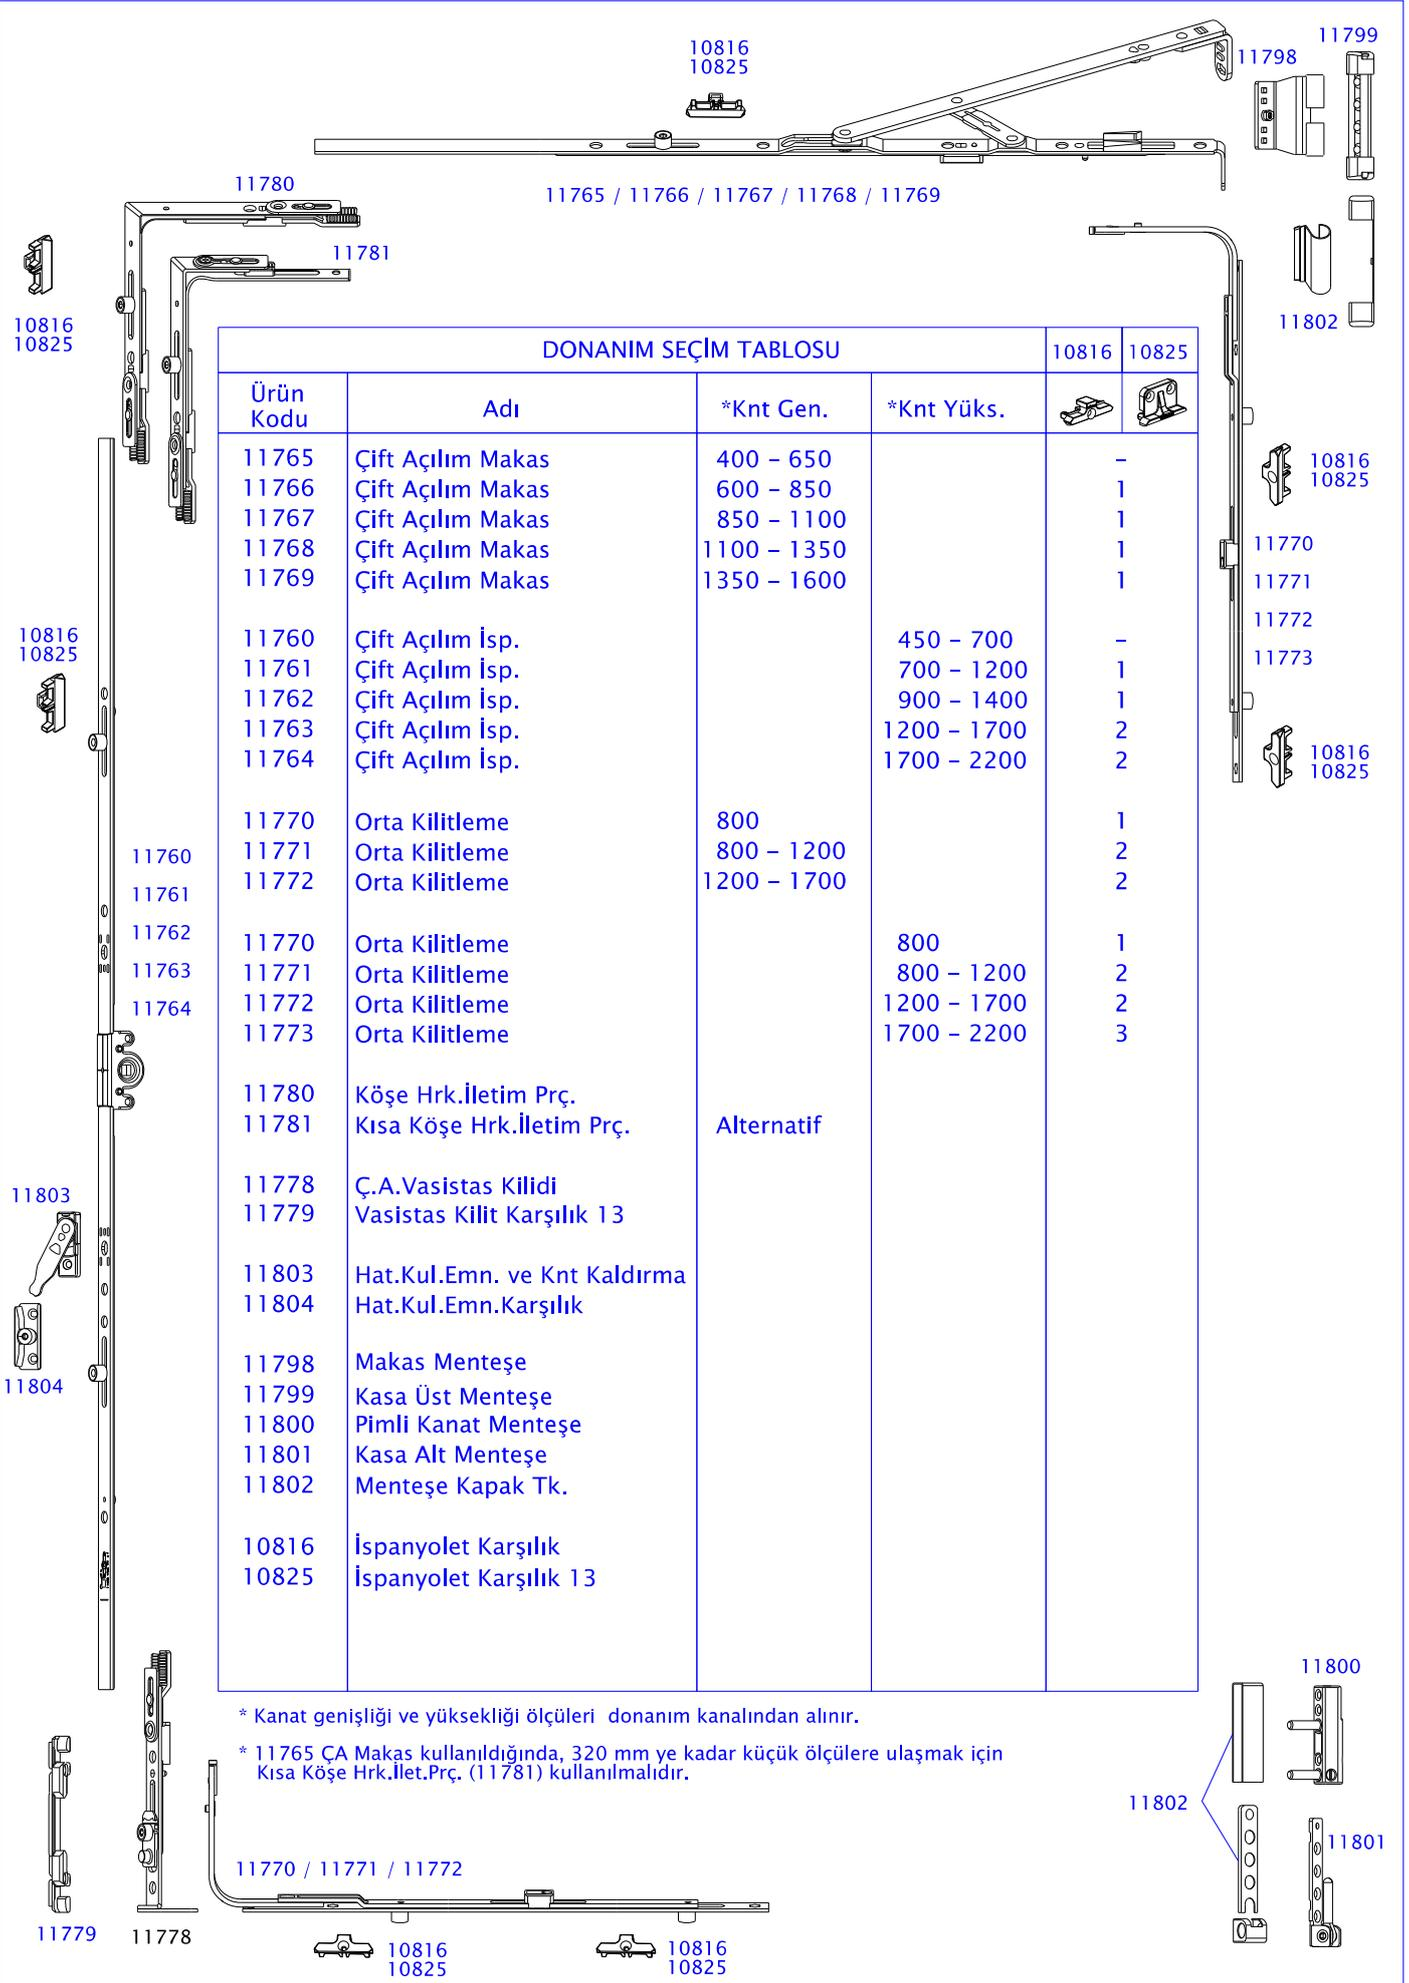 10816
10825
11799
11798
11765 / 11766 / 11767 / 11768 / 11769
11780
11781
10816
10825
11802
DONANIM SEÇİM TABLOSU 10816 10825
Ürün Kodu Adı *Knt Gen. *Knt Yüks.
11765 Çift Açılım Makas 400 – 650 –
11766 Çift Açılım Makas 600 – 850 1
11767 Çift Açılım Makas 850 – 1100 1
11768 Çift Açılım Makas 1100 – 1350 1
11769 Çift Açılım Makas 1350 – 1600 1
11760 Çift Açılım İsp. 450 – 700 –
11761 Çift Açılım İsp. 700 – 1200 1
11762 Çift Açılım İsp. 900 – 1400 1
11763 Çift Açılım İsp. 1200 – 1700 2
11764 Çift Açılım İsp. 1700 – 2200 2
11770 Orta Kilitleme 800 1
11771 Orta Kilitleme 800 – 1200 2
11772 Orta Kilitleme 1200 – 1700 2
11770 Orta Kilitleme 800 1
11771 Orta Kilitleme 800 – 1200 2
11772 Orta Kilitleme 1200 – 1700 2
11773 Orta Kilitleme 1700 – 2200 3
11780 Köşe Hrk.İletim Prç.
11781 Kısa Köşe Hrk.İletim Prç. Alternatif
11778 Ç.A.Vasistas Kilidi
11779 Vasistas Kilit Karşılık 13
11803 Hat.Kul.Emn. ve Knt Kaldırma
11804 Hat.Kul.Emn.Karşılık
11798 Makas Menteşe
11799 Kasa Üst Menteşe
11800 Pimli Kanat Menteşe
11801 Kasa Alt Menteşe
11802 Menteşe Kapak Tk.
10816 İspanyolet Karşılık
10825 İspanyolet Karşılık 13
10816
10825
11770
11771
11772
11773
10816
10825
10816
10825
11760
11761
11762
11763
11764
11803
11804
* Kanat genişliği ve yüksekliği ölçüleri donanım kanalından alınır.
* 11765 ÇA Makas kullanıldığında, 320 mm ye kadar küçük ölçülere ulaşmak için
Kısa Köşe Hrk.İlet.Prç. (11781) kullanılmalıdır.
11800
11802
11801
11770 / 11771 / 11772
11779
11778
10816
10825
10816
10825